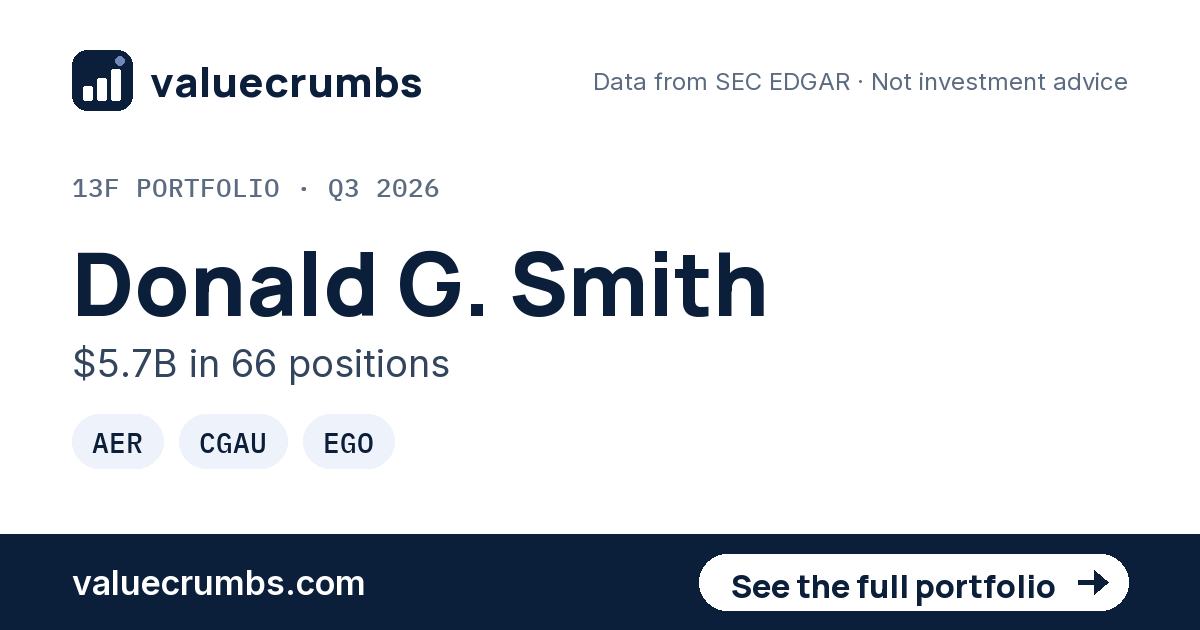 valuecrumbs
Data from SEC EDGAR · Not investment advice
13F PORTFOLIO · Q3 2026
Donald G. Smith
$5.7B in 66 positions
AER CGAU EGO
valuecrumbs.com
See the full portfolio →